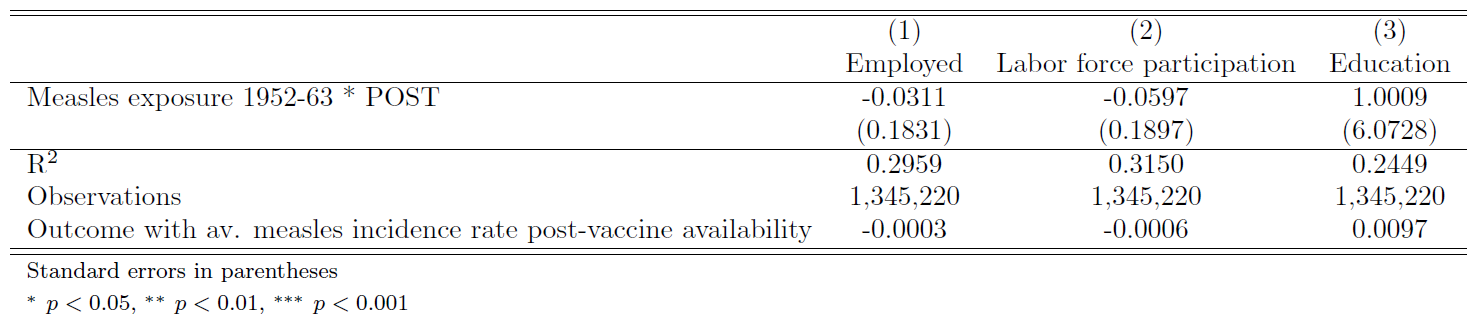 (1) (2) (3)
Employed Labor force participation Education
Measles exposure 1952-63 * POST -0.0311 -0.0597 1.0009
(0.1831) (0.1897) (6.0728)
R² 0.2959 0.3150 0.2449
Observations 1,345,220 1,345,220 1,345,220
Outcome with av. measles incidence rate post-vaccine availability -0.0003 -0.0006 0.0097
Standard errors in parentheses
* p < 0.05, ** p < 0.01, *** p < 0.001